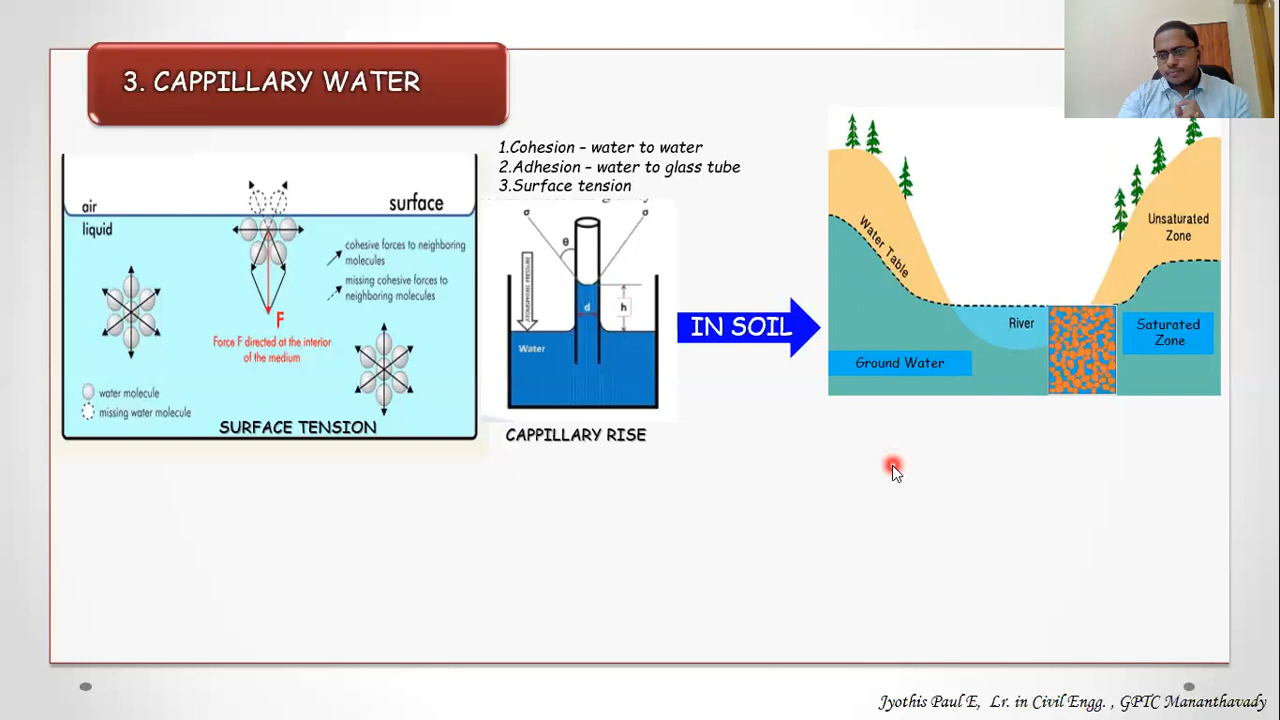 3. CAPPILLARY WATER
1.Cohesion – water to water
2.Adhesion – water to glass tube
3.Surface tension
air
surface
liquid
cohesive forces to neighboring
molecules
missing cohesive forces to
neighboring molecules
F
Force F directed at the interior
of the medium
water molecule
missing water molecule
SURFACE TENSION
σ
σ
θ
ATMOSPHERIC PRESSURE
d
h
Water
CAPPILLARY RISE
IN SOIL
Water Table
Unsaturated
Zone
River
Saturated
Zone
Ground Water
Jyothis Paul E, Lr. in Civil Engg. , GPTC Mananthavady